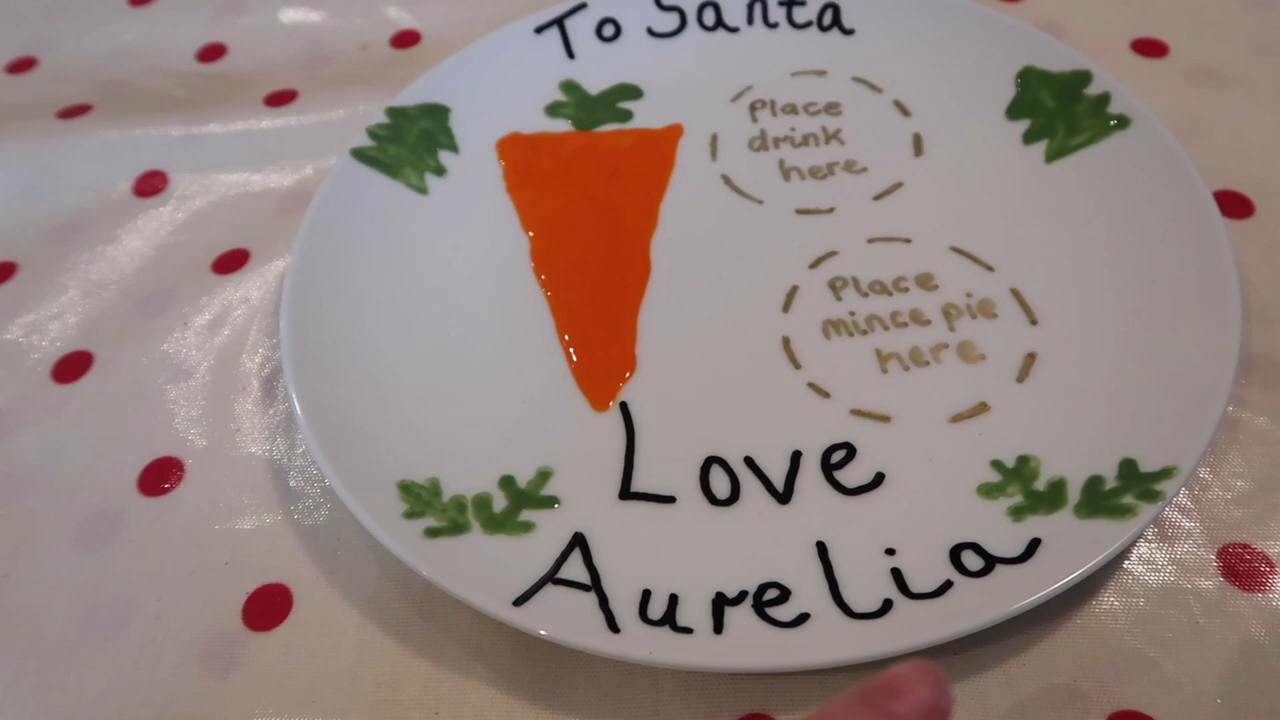 To Santa
Place
drink
here
Place
mince pie
here
Love
Aurelia